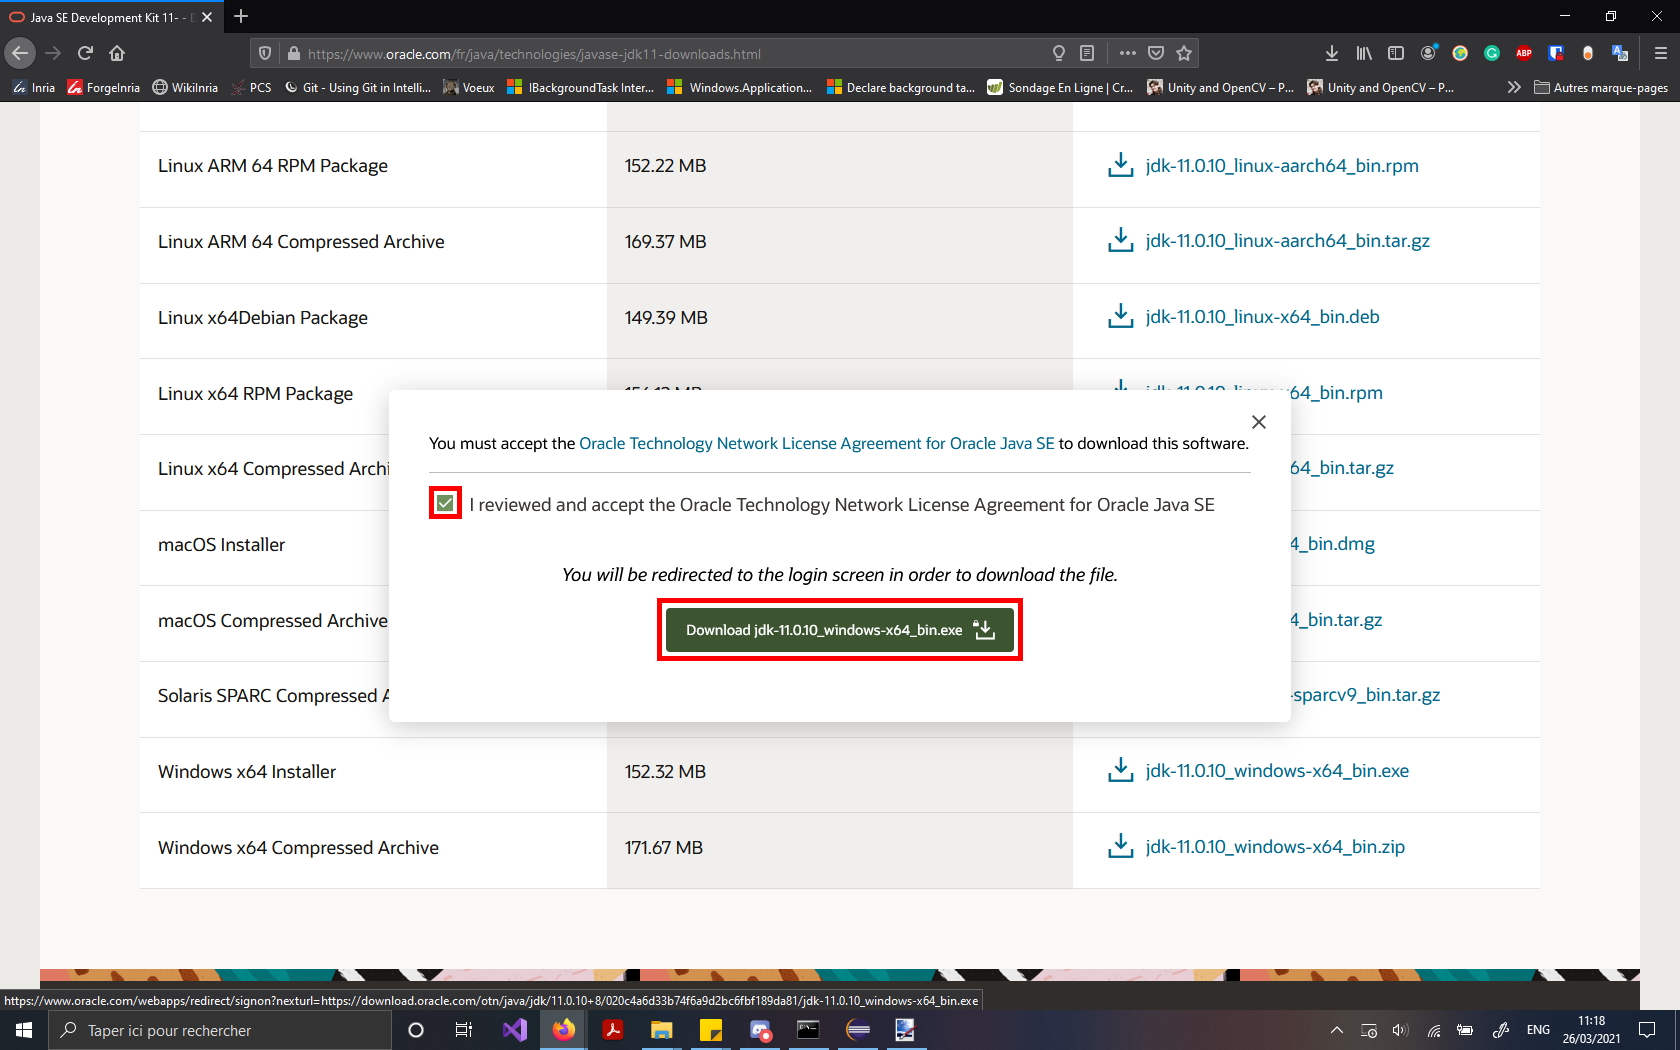 Java SE Development Kit 11- - D
https://www.oracle.com/fr/java/technologies/javase-jdk11-downloads.html
ABP
Inria
ForgeInria
WikiInria
PCS
Git - Using Git in Intelli...
Voeux
IBackgroundTask Inter...
Windows.Application...
Declare background ta...
Sondage En Ligne | Cr...
Unity and OpenCV – P...
Unity and OpenCV – P...
Autres marque-pages
Linux ARM 64 RPM Package 152.22 MB jdk-11.0.10_linux-aarch64_bin.rpm
Linux ARM 64 Compressed Archive 169.37 MB jdk-11.0.10_linux-aarch64_bin.tar.gz
Linux x64Debian Package 149.39 MB jdk-11.0.10_linux-x64_bin.deb
Linux x64 RPM Package 64_bin.rpm
You must accept the Oracle Technology Network License Agreement for Oracle Java SE to download this software.
Linux x64 Compressed Archi 64_bin.tar.gz
I reviewed and accept the Oracle Technology Network License Agreement for Oracle Java SE
macOS Installer 4_bin.dmg
You will be redirected to the login screen in order to download the file.
macOS Compressed Archive 4_bin.tar.gz
Download jdk-11.0.10_windows-x64_bin.exe
Solaris SPARC Compressed A -sparcv9_bin.tar.gz
Windows x64 Installer 152.32 MB jdk-11.0.10_windows-x64_bin.exe
Windows x64 Compressed Archive 171.67 MB jdk-11.0.10_windows-x64_bin.zip
https://www.oracle.com/webapps/redirect/signon?nexturl=https://download.oracle.com/otn/java/jdk/11.0.10+8/020c4a6d33b74f6a9d2bc6fbf189da81/jdk-11.0.10_windows-x64_bin.exe
Taper ici pour rechercher
ENG
11:18
26/03/2021